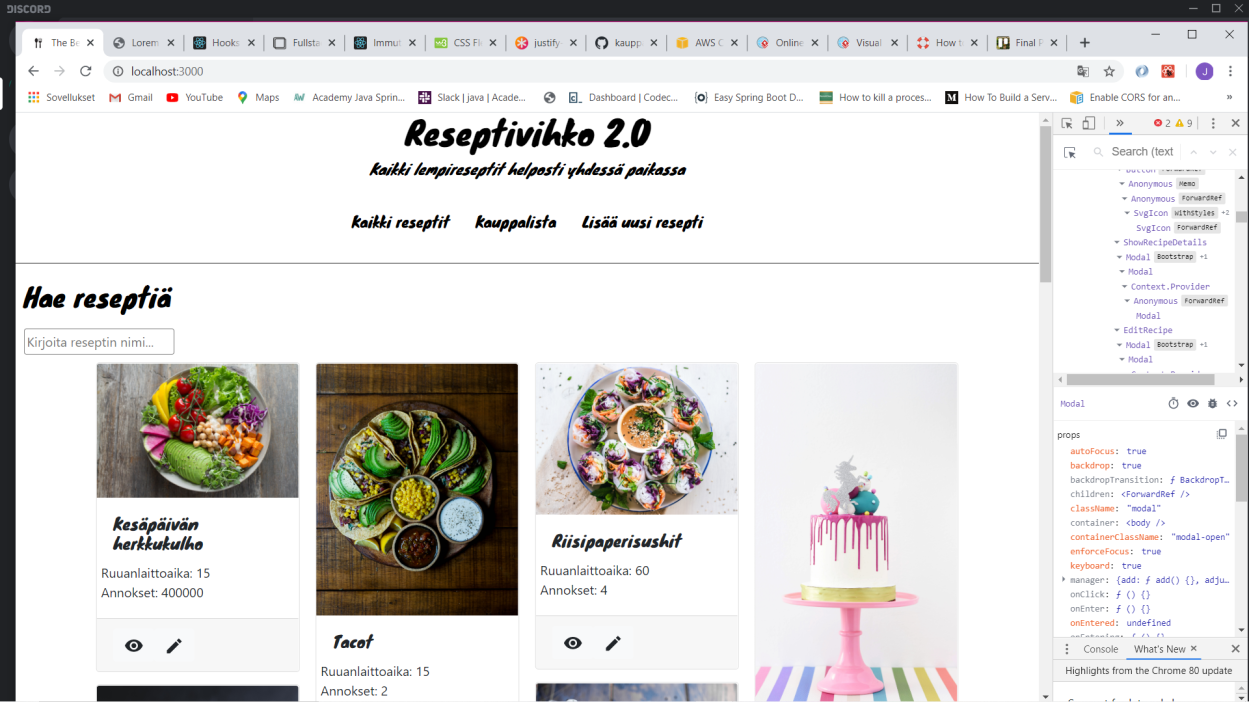 DISCORD
The Be
Lorem
Hooks
Fullsta
Immut
CSS Fl
justify
kaupp
AWS C
Online
Visual
How to
Final P
localhost:3000
Sovellukset
Gmail
YouTube
Maps
Academy Java Sprin...
Slack | java | Acade...
Dashboard | Codec...
Easy Spring Boot D...
How to kill a proces...
How To Build a Serv...
Enable CORS for an...
»
J
Reseptivihko 2.0
Kaikki lempireseptit helposti yhdessä paikassa
Kaikki reseptit
Kauppalista
Lisää uusi resepti
Hae reseptiä
Kirjoita reseptin nimi...
Kesäpäivän
herkkukulho
Ruuanlaittoaika: 15
Annokset: 400000
Tacot
Ruuanlaittoaika: 15
Annokset: 2
Riisipaperisushit
Ruuanlaittoaika: 60
Annokset: 4
» 2 9
Search (text
Anonymous Memo
Anonymous ForwardRef
SvgIcon WithStyles +2
SvgIcon ForwardRef
ShowRecipeDetails
Modal Bootstrap +1
Modal
Context.Provider
Anonymous ForwardRef
Modal
EditRecipe
Modal Bootstrap +1
Modal
Modal
props
autoFocus: true
backdrop: true
backdropTransition: ƒ BackdropT...
children: <ForwardRef />
className: "modal"
container: <body />
containerClassName: "modal-open"
enforceFocus: true
keyboard: true
manager: {add: ƒ add() {}, adju...
onClick: ƒ () {}
onEnter: ƒ () {}
onEntered: undefined
Console
What's New
Highlights from the Chrome 80 update